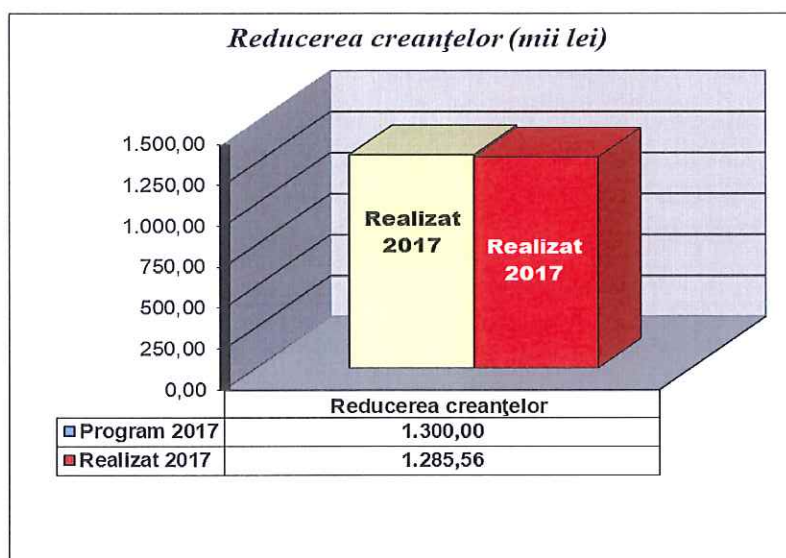 Reducerea creanţelor (mii lei)
1.500,00
1.250,00
1.000,00
750,00
500,00
250,00
0,00
Realizat
2017
Realizat
2017
Reducerea creanţelor
Program 2017 1.300,00
Realizat 2017 1.285,56